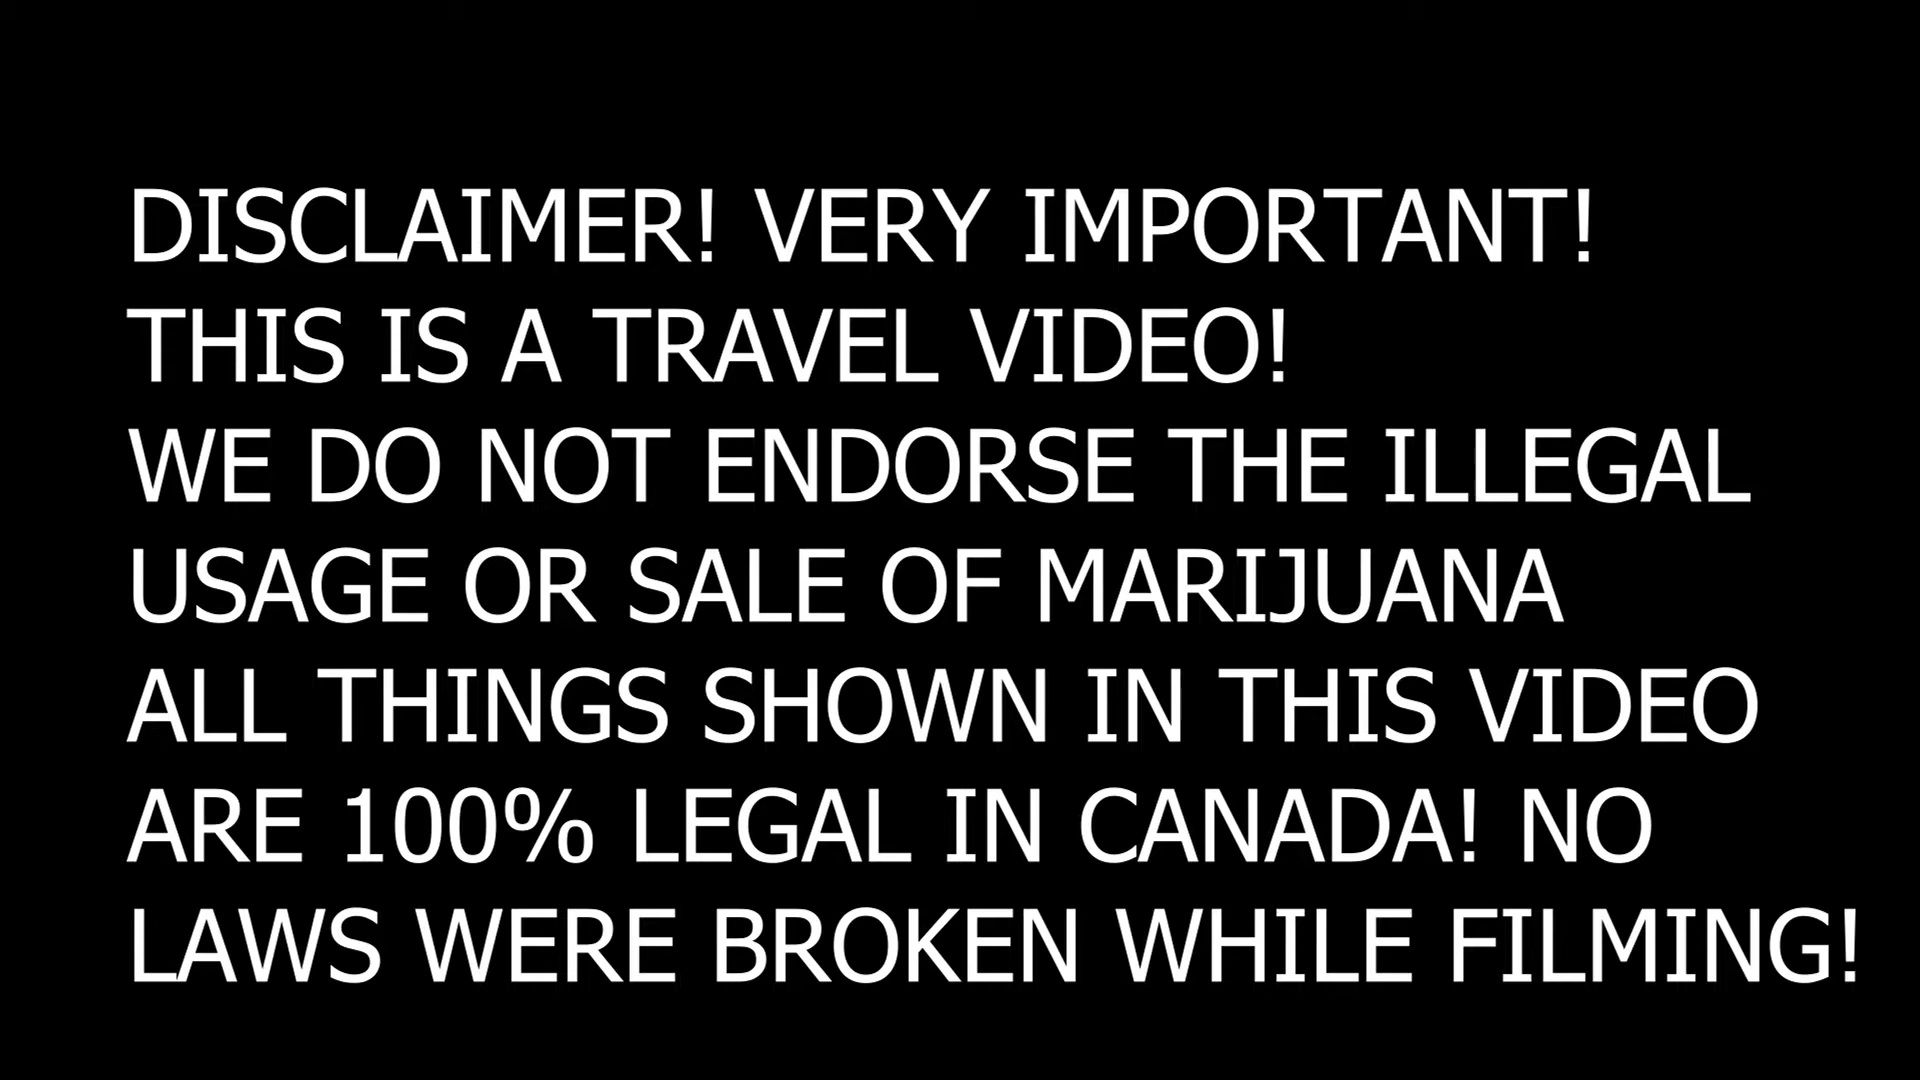 DISCLAIMER! VERY IMPORTANT!
THIS IS A TRAVEL VIDEO!
WE DO NOT ENDORSE THE ILLEGAL
USAGE OR SALE OF MARIJUANA
ALL THINGS SHOWN IN THIS VIDEO
ARE 100% LEGAL IN CANADA! NO
LAWS WERE BROKEN WHILE FILMING!